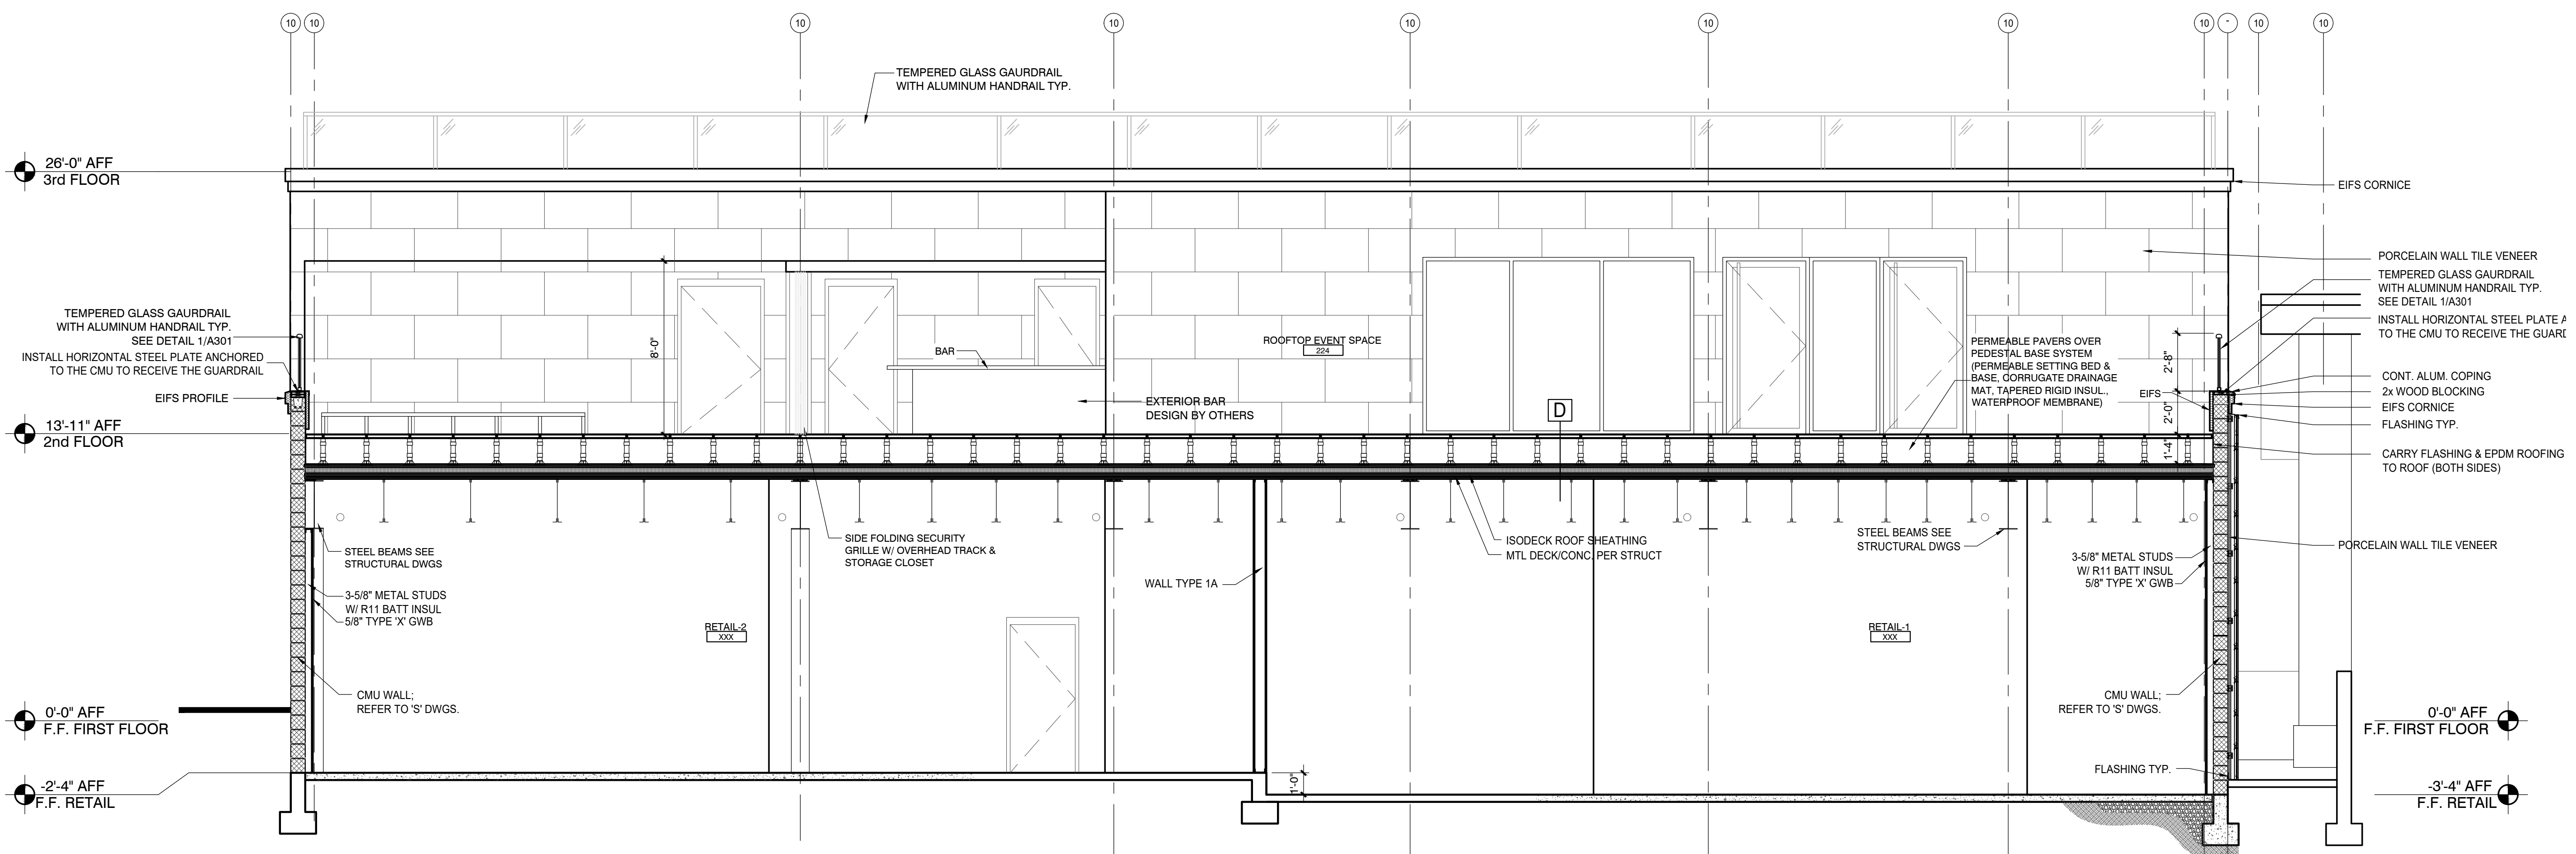 10
10
10
10
10
10
10
10
-
10
10
TEMPERED GLASS GAURDRAIL
WITH ALUMINUM HANDRAIL TYP.
26'-0" AFF
3rd FLOOR
EIFS CORNICE
PORCELAIN WALL TILE VENEER
TEMPERED GLASS GAURDRAIL
WITH ALUMINUM HANDRAIL TYP.
SEE DETAIL 1/A301
INSTALL HORIZONTAL STEEL PLATE A
TO THE CMU TO RECEIVE THE GUARD
TEMPERED GLASS GAURDRAIL
WITH ALUMINUM HANDRAIL TYP.
SEE DETAIL 1/A301
INSTALL HORIZONTAL STEEL PLATE ANCHORED
TO THE CMU TO RECEIVE THE GUARDRAIL
EIFS PROFILE
8'-0"
BAR
ROOFTOP EVENT SPACE
224
PERMEABLE PAVERS OVER
PEDESTAL BASE SYSTEM
(PERMEABLE SETTING BED &
BASE, CORRUGATE DRAINAGE
MAT, TAPERED RIGID INSUL.,
WATERPROOF MEMBRANE)
2'-8"
EIFS
2'-0"
1'-4"
CONT. ALUM. COPING
2x WOOD BLOCKING
EIFS CORNICE
FLASHING TYP.
EXTERIOR BAR
DESIGN BY OTHERS
D
13'-11" AFF
2nd FLOOR
CARRY FLASHING & EPDM ROOFING
TO ROOF (BOTH SIDES)
STEEL BEAMS SEE
STRUCTURAL DWGS
SIDE FOLDING SECURITY
GRILLE W/ OVERHEAD TRACK &
STORAGE CLOSET
ISODECK ROOF SHEATHING
MTL DECK/CONC. PER STRUCT
STEEL BEAMS SEE
STRUCTURAL DWGS
PORCELAIN WALL TILE VENEER
3-5/8" METAL STUDS
W/ R11 BATT INSUL
5/8" TYPE 'X' GWB
WALL TYPE 1A
3-5/8" METAL STUDS
W/ R11 BATT INSUL
5/8" TYPE 'X' GWB
RETAIL-2
XXX
RETAIL-1
XXX
CMU WALL;
REFER TO 'S' DWGS.
CMU WALL;
REFER TO 'S' DWGS.
0'-0" AFF
F.F. FIRST FLOOR
0'-0" AFF
F.F. FIRST FLOOR
FLASHING TYP.
1'-0"
-2'-4" AFF
F.F. RETAIL
-3'-4" AFF
F.F. RETAIL